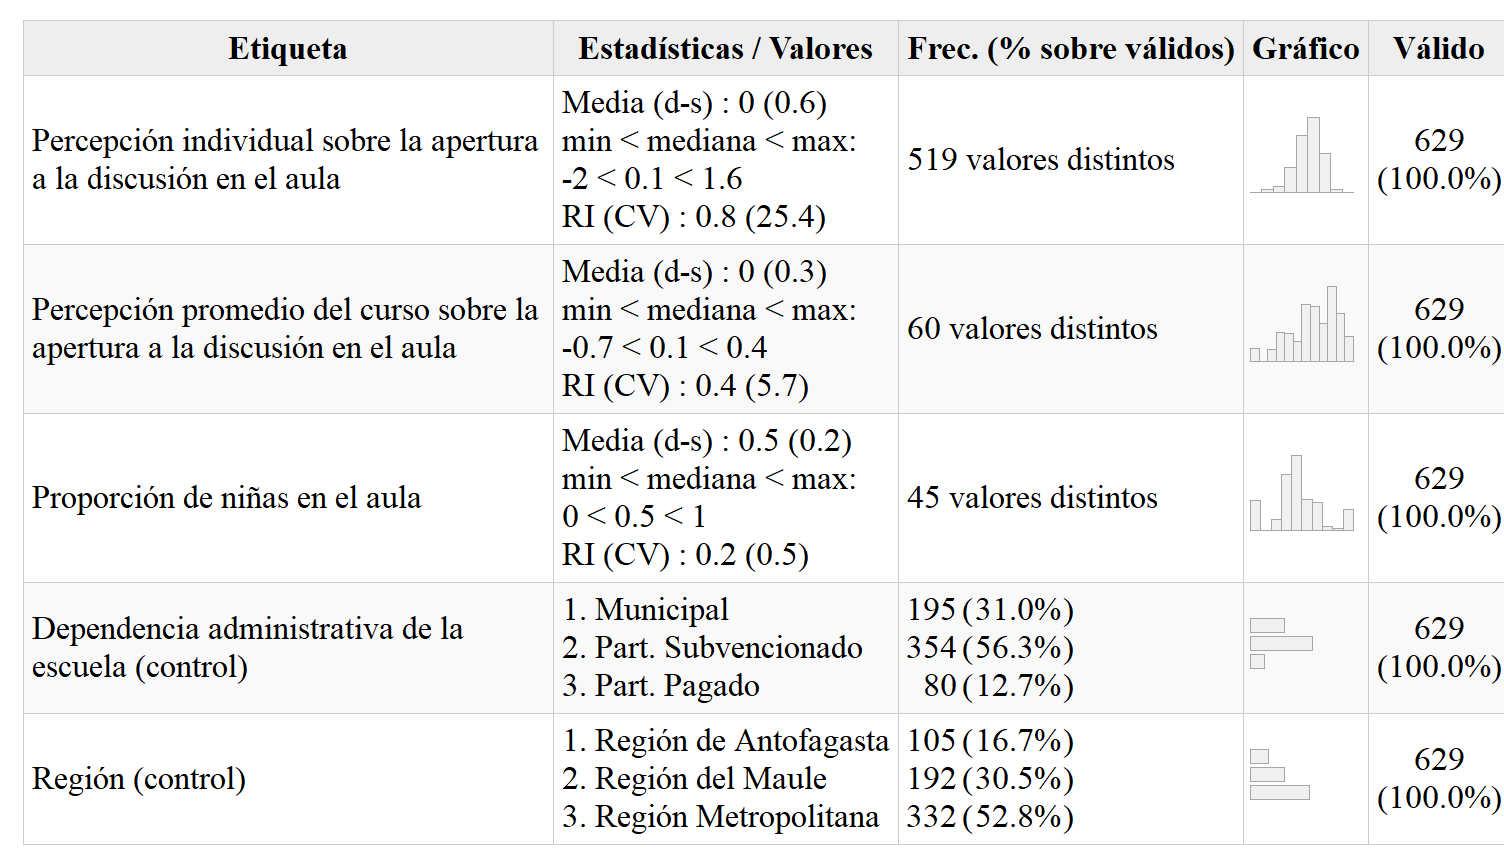 Etiqueta Estadísticas / Valores Frec. (% sobre válidos) Gráfico Válido
Percepción individual sobre la apertura
a la discusión en el aula
Media (d-s) : 0 (0.6)
min < mediana < max:
-2 < 0.1 < 1.6
RI (CV) : 0.8 (25.4)
519 valores distintos
629
(100.0%)
Percepción promedio del curso sobre la
apertura a la discusión en el aula
Media (d-s) : 0 (0.3)
min < mediana < max:
-0.7 < 0.1 < 0.4
RI (CV) : 0.4 (5.7)
60 valores distintos
629
(100.0%)
Proporción de niñas en el aula
Media (d-s) : 0.5 (0.2)
min < mediana < max:
0 < 0.5 < 1
RI (CV) : 0.2 (0.5)
45 valores distintos
629
(100.0%)
Dependencia administrativa de la
escuela (control)
1. Municipal
2. Part. Subvencionado
3. Part. Pagado
195 (31.0%)
354 (56.3%)
80 (12.7%)
629
(100.0%)
Región (control)
1. Región de Antofagasta
2. Región del Maule
3. Región Metropolitana
105 (16.7%)
192 (30.5%)
332 (52.8%)
629
(100.0%)